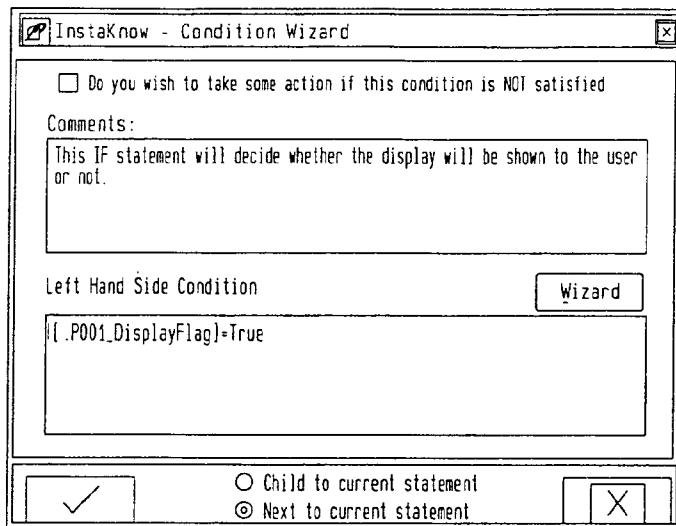 InstaKnow - Condition Wizard
Do you wish to take some action if this condition is NOT satisfied
Comments:
This IF statement will decide whether the display will be shown to the user
or not.
Left Hand Side Condition
Wizard
[ .P001_DisplayFlag]=True
Child to current statement
Next to current statement